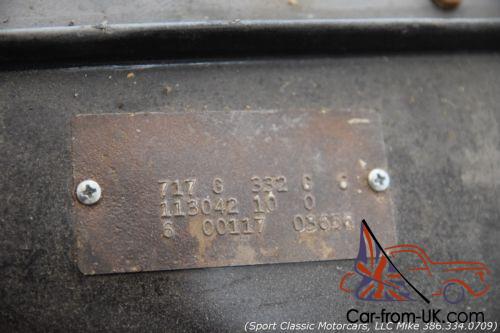 717 G 332 G
113042 10 0
6 00117
Car-from-UK.com
(Sport Classic Motorcars, LLC Mike 386.334.0709)